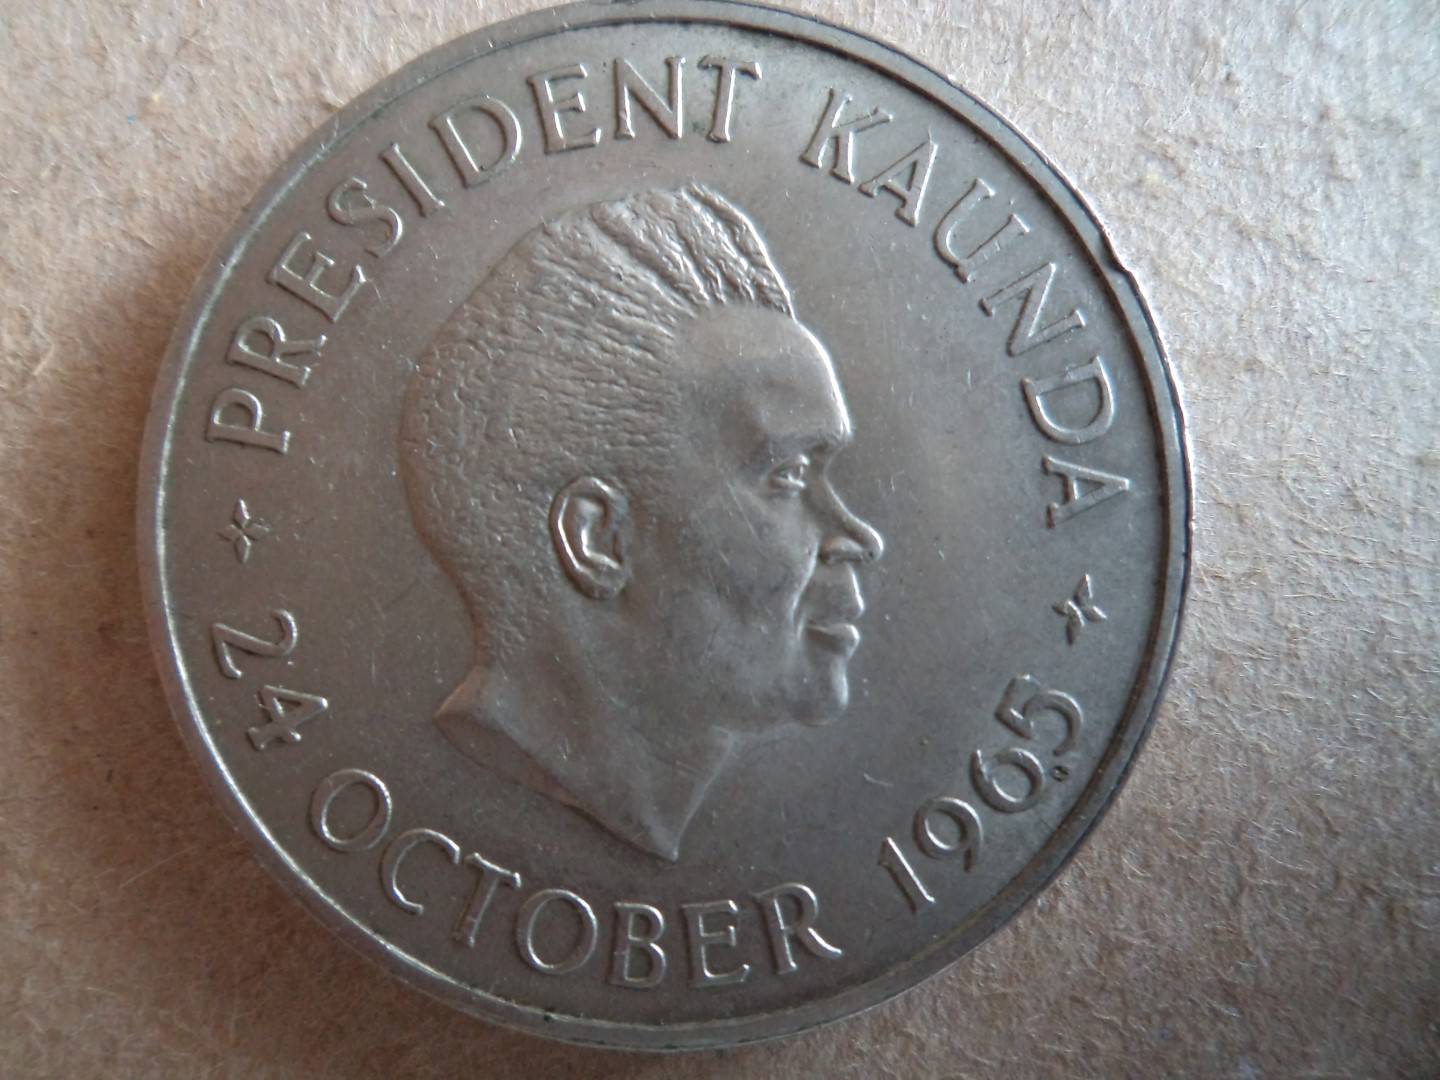 PRESIDENT KAUNDA
24 OCTOBER 1965